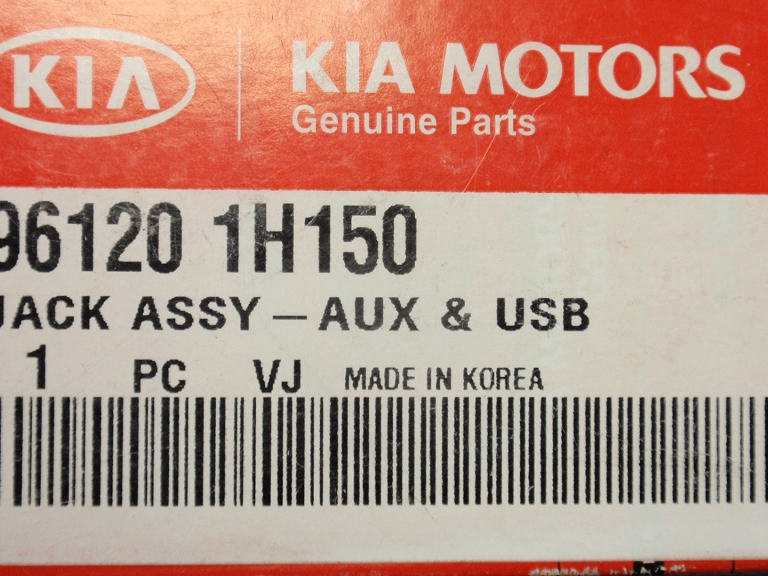 KIA
KIA MOTORS
Genuine Parts
96120 1H150
JACK ASSY – AUX & USB
1 PC VJ MADE IN KOREA